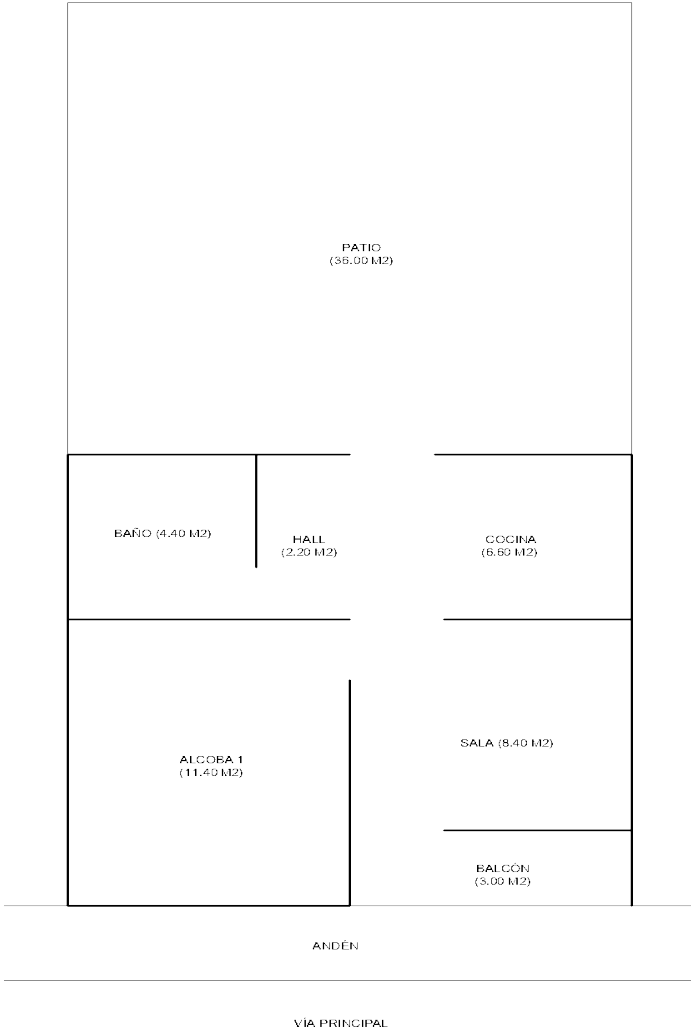 PATIO
(36.00 M2)
BAÑO (4.40 M2)
HALL
(2.20 M2)
COCINA
(6.60 M2)
SALA (8.40 M2)
ALCOBA 1
(11.40 M2)
BALCÓN
(3.00 M2)
ANDÉN
VÍA PRINCIPAL